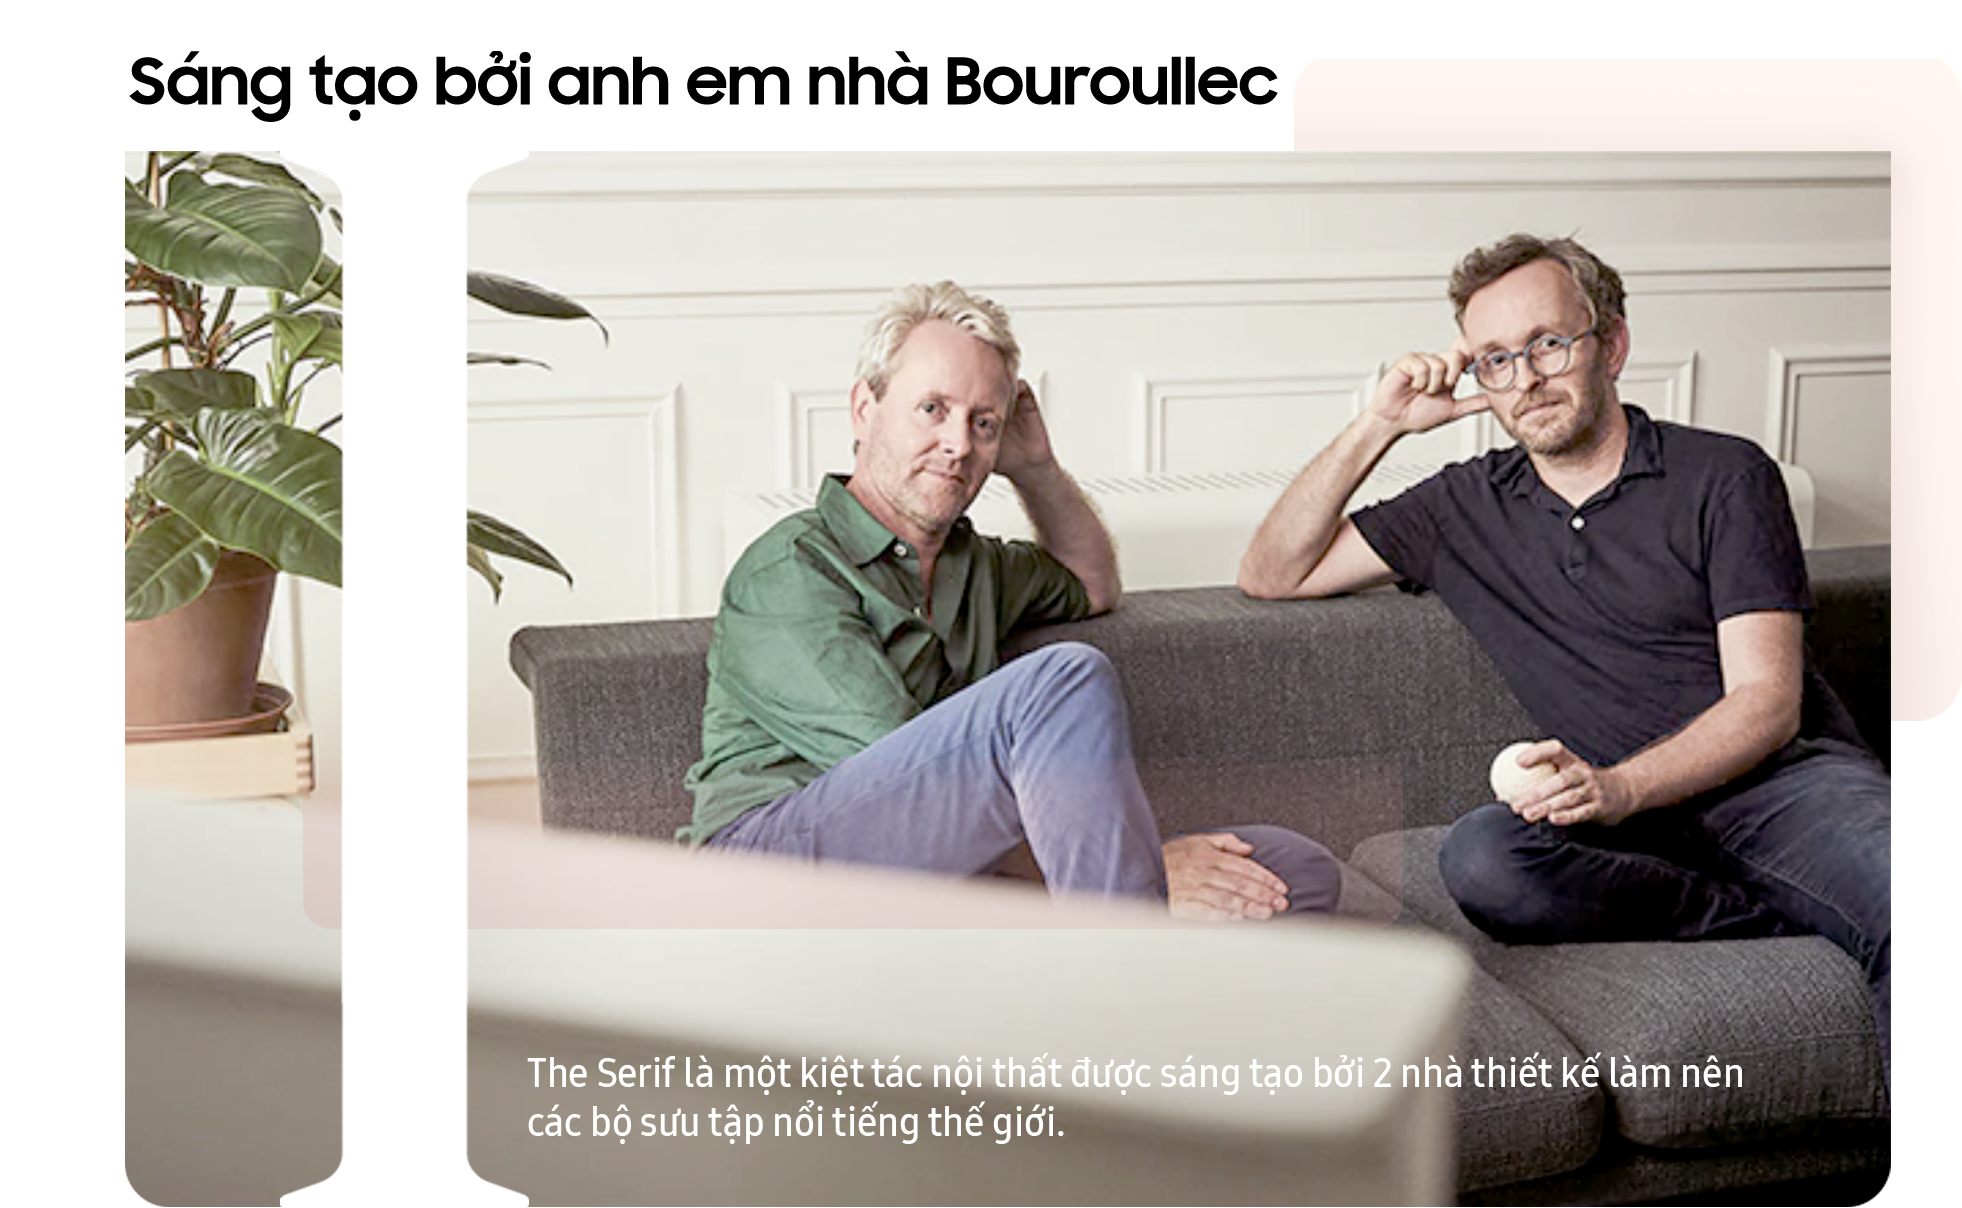 Sáng tạo bởi anh em nhà Bouroullec
The Serif là một kiệt tác nội thất được sáng tạo bởi 2 nhà thiết kế làm nên
các bộ sưu tập nổi tiếng thế giới.